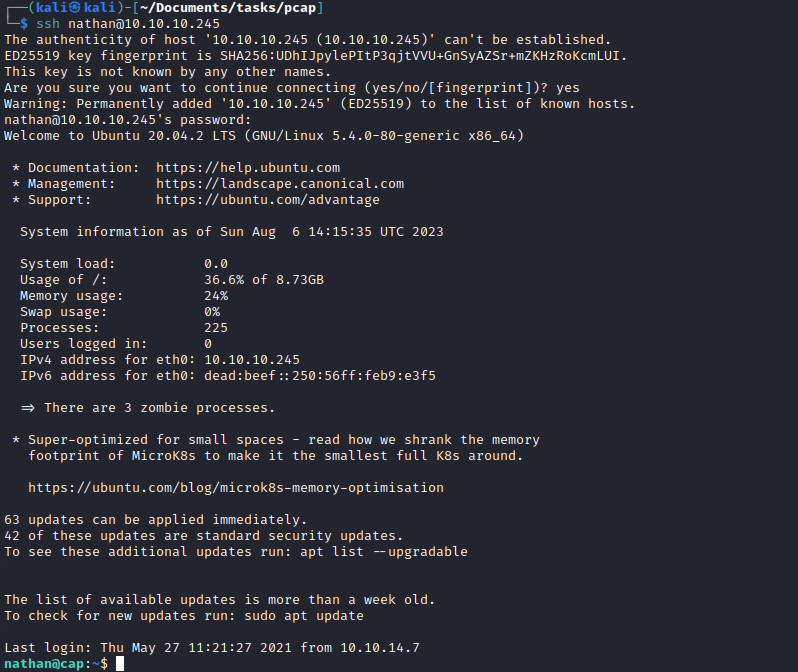 ┌──(kali㉿kali)-[~/Documents/tasks/pcap]
└─$ ssh nathan@10.10.10.245
The authenticity of host '10.10.10.245 (10.10.10.245)' can't be established.
ED25519 key fingerprint is SHA256:UDhIJpylePItP3qjtVVU+GnSyAZSr+mZKHzRoKcmLUI.
This key is not known by any other names.
Are you sure you want to continue connecting (yes/no/[fingerprint])? yes
Warning: Permanently added '10.10.10.245' (ED25519) to the list of known hosts.
nathan@10.10.10.245's password:
Welcome to Ubuntu 20.04.2 LTS (GNU/Linux 5.4.0-80-generic x86_64)
* Documentation: https://help.ubuntu.com
* Management: https://landscape.canonical.com
* Support: https://ubuntu.com/advantage
System information as of Sun Aug 6 14:15:35 UTC 2023
System load: 0.0
Usage of /: 36.6% of 8.73GB
Memory usage: 24%
Swap usage: 0%
Processes: 225
Users logged in: 0
IPv4 address for eth0: 10.10.10.245
IPv6 address for eth0: dead:beef::250:56ff:feb9:e3f5
=> There are 3 zombie processes.
* Super-optimized for small spaces - read how we shrank the memory
footprint of MicroK8s to make it the smallest full K8s around.
https://ubuntu.com/blog/microk8s-memory-optimisation
63 updates can be applied immediately.
42 of these updates are standard security updates.
To see these additional updates run: apt list --upgradable
The list of available updates is more than a week old.
To check for new updates run: sudo apt update
Last login: Thu May 27 11:21:27 2021 from 10.10.14.7
nathan@cap:~$